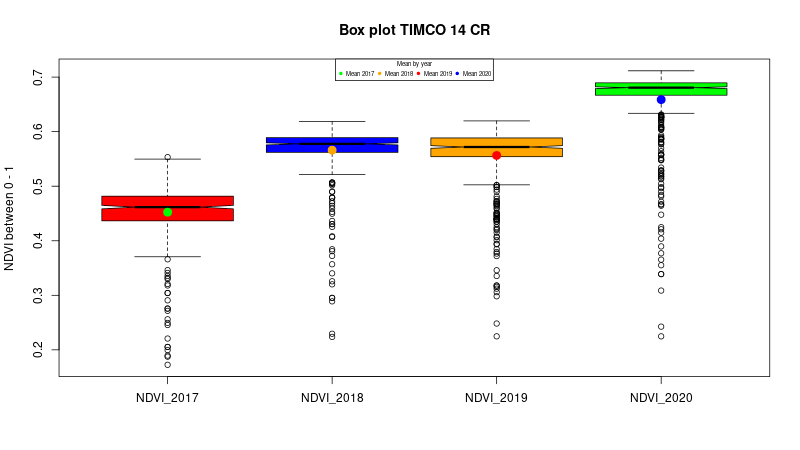 Box plot TIMCO 14 CR
Mean by year
Mean 2017 Mean 2018 Mean 2019 Mean 2020
NDVI between 0 - 1
0.7
0.6
0.5
0.4
0.3
0.2
NDVI_2017 NDVI_2018 NDVI_2019 NDVI_2020